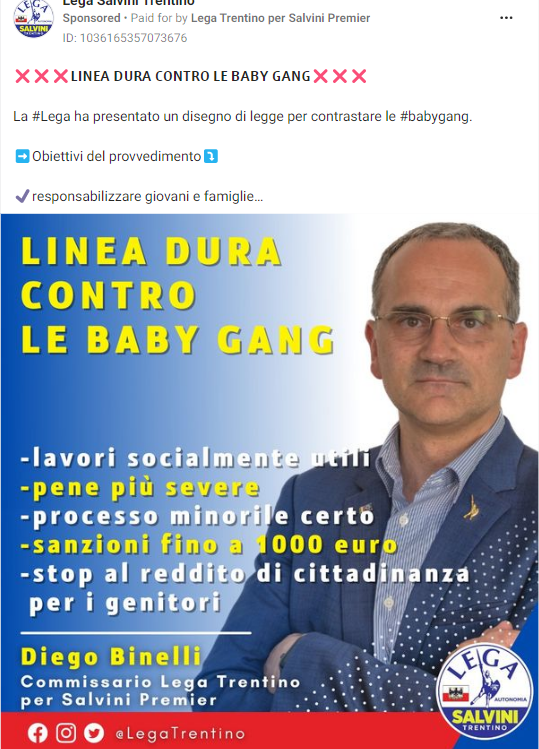 Lega Salvini Trentino
Sponsored • Paid for by Lega Trentino per Salvini Premier
ID: 1036165357073676
❌❌❌LINEA DURA CONTRO LE BABY GANG❌❌❌
La #Lega ha presentato un disegno di legge per contrastare le #babygang.
➡️Obiettivi del provvedimento⤵️
✔️responsabilizzare giovani e famiglie...
LINEA DURA
CONTRO
LE BABY GANG
-lavori socialmente utili
-pene più severe
-processo minorile certo
-sanzioni fino a 1000 euro
-stop al reddito di cittadinanza
per i genitori
Diego Binelli
Commissario Lega Trentino
per Salvini Premier
@LegaTrentino
LEGA
AUTONOMIA
SALVINI
TRENTINO